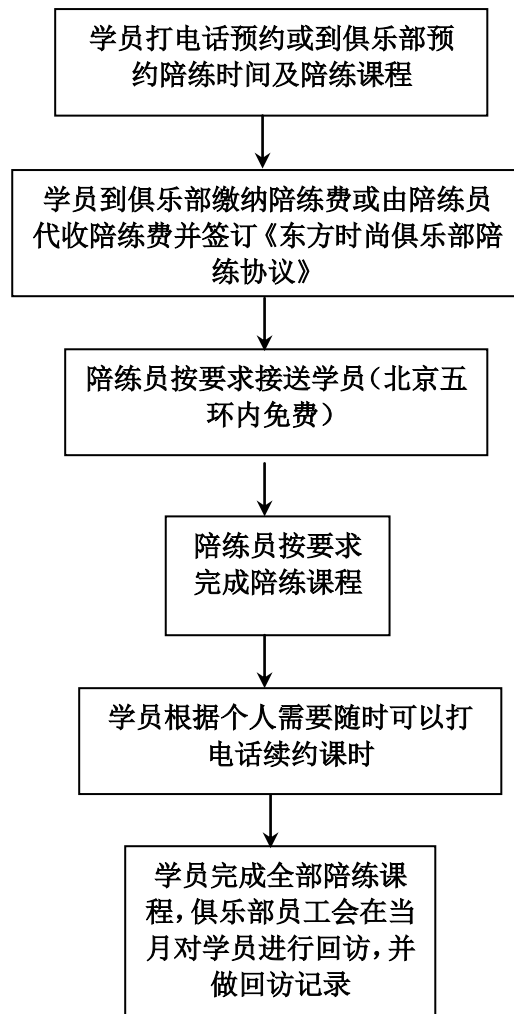 学员打电话预约或到俱乐部预
约陪练时间及陪练课程
学员到俱乐部缴纳陪练费或由陪练员
代收陪练费并签订《东方时尚俱乐部陪
练协议》
陪练员按要求接送学员（北京五
环内免费）
陪练员按要求
完成陪练课程
学员根据个人需要随时可以打
电话续约课时
学员完成全部陪练课
程，俱乐部员工会在当
月对学员进行回访，并
做回访记录